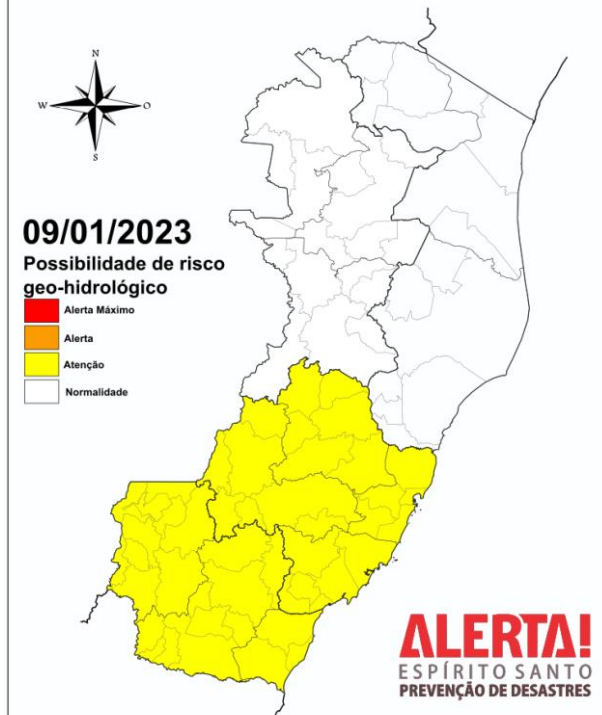 N
W
O
S
09/01/2023
Possibilidade de risco
geo-hidrológico
Alerta Máximo
Alerta
Atenção
Normalidade
ALERTA!
ESPÍRITO SANTO
PREVENÇÃO DE DESASTRES